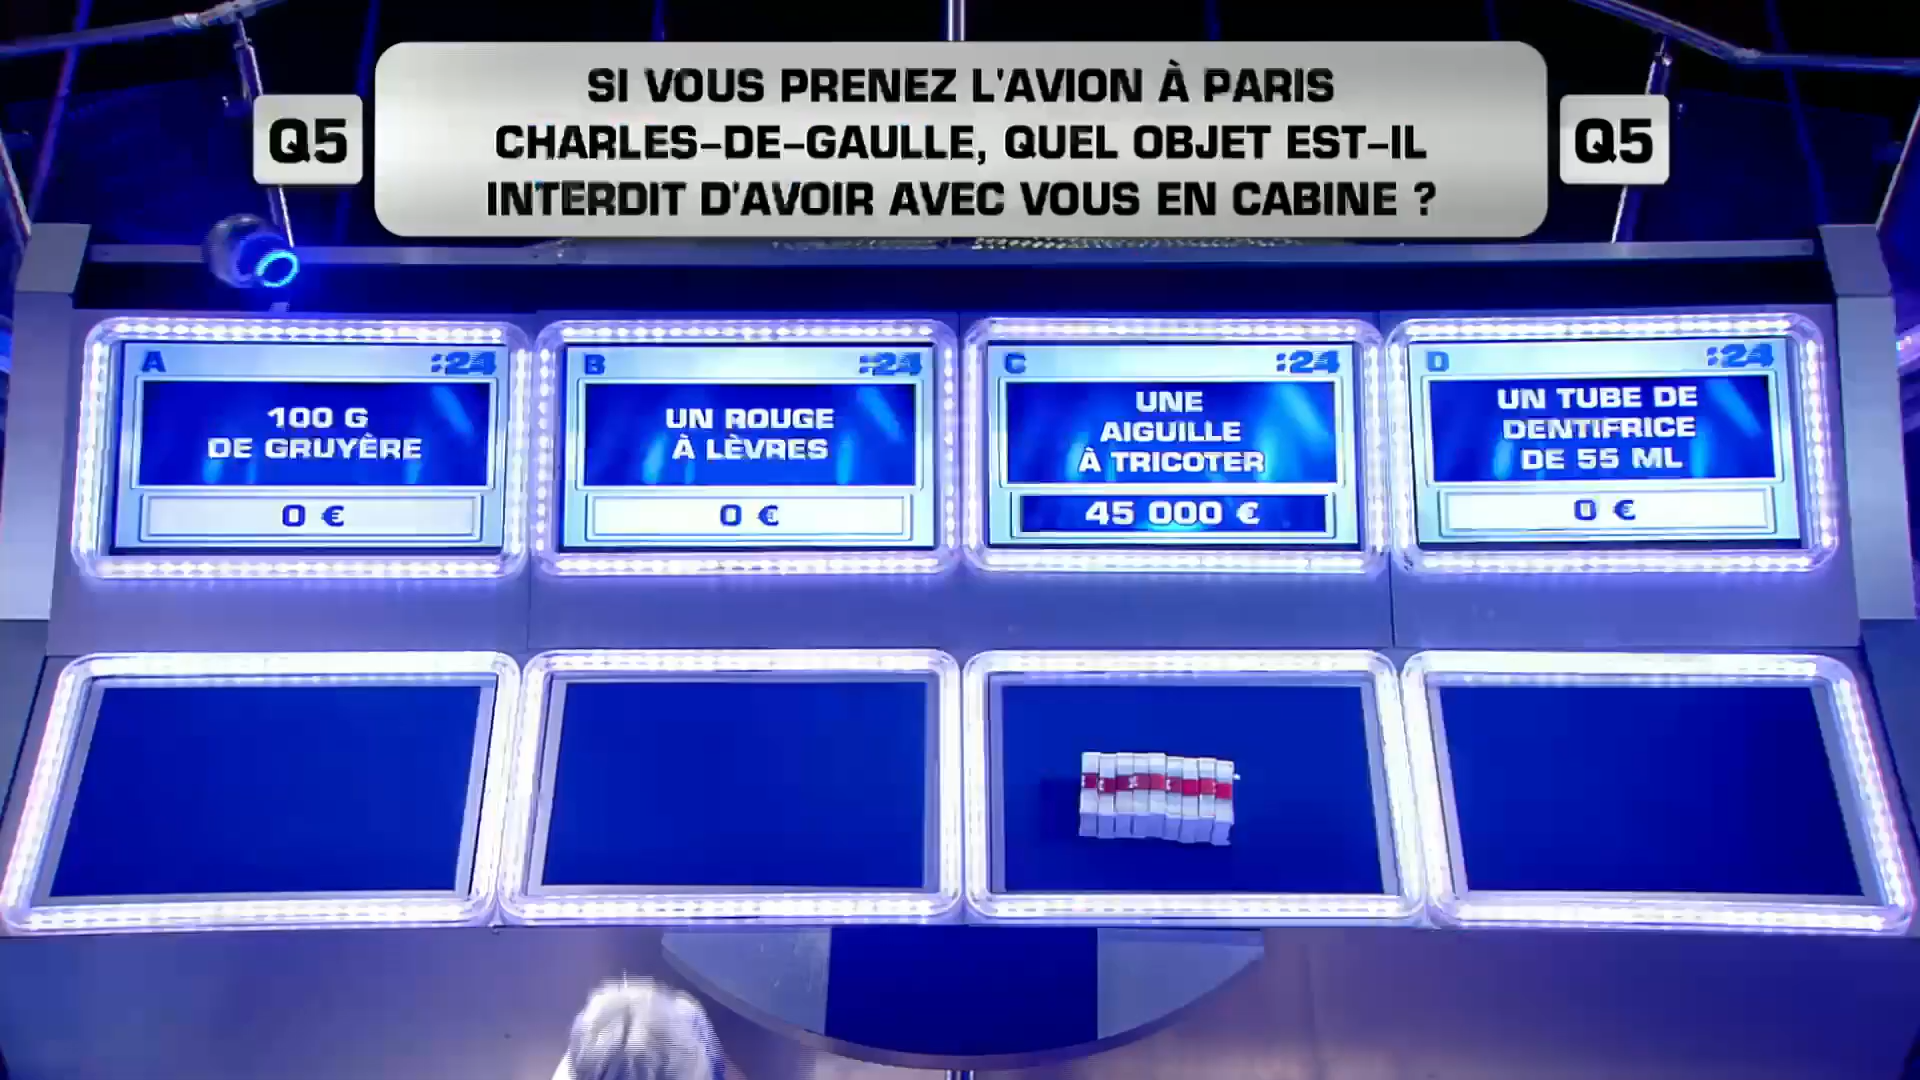 SI VOUS PRENEZ L'AVION À PARIS
CHARLES-DE-GAULLE, QUEL OBJET EST-IL
INTERDIT D'AVOIR AVEC VOUS EN CABINE ?
Q5
Q5
A :24
100 G
DE GRUYÈRE
0 €
B :24
UN ROUGE
À LÈVRES
0 €
C :24
UNE
AIGUILLE
À TRICOTER
45 000 €
D :24
UN TUBE DE
DENTIFRICE
DE 55 ML
0 €